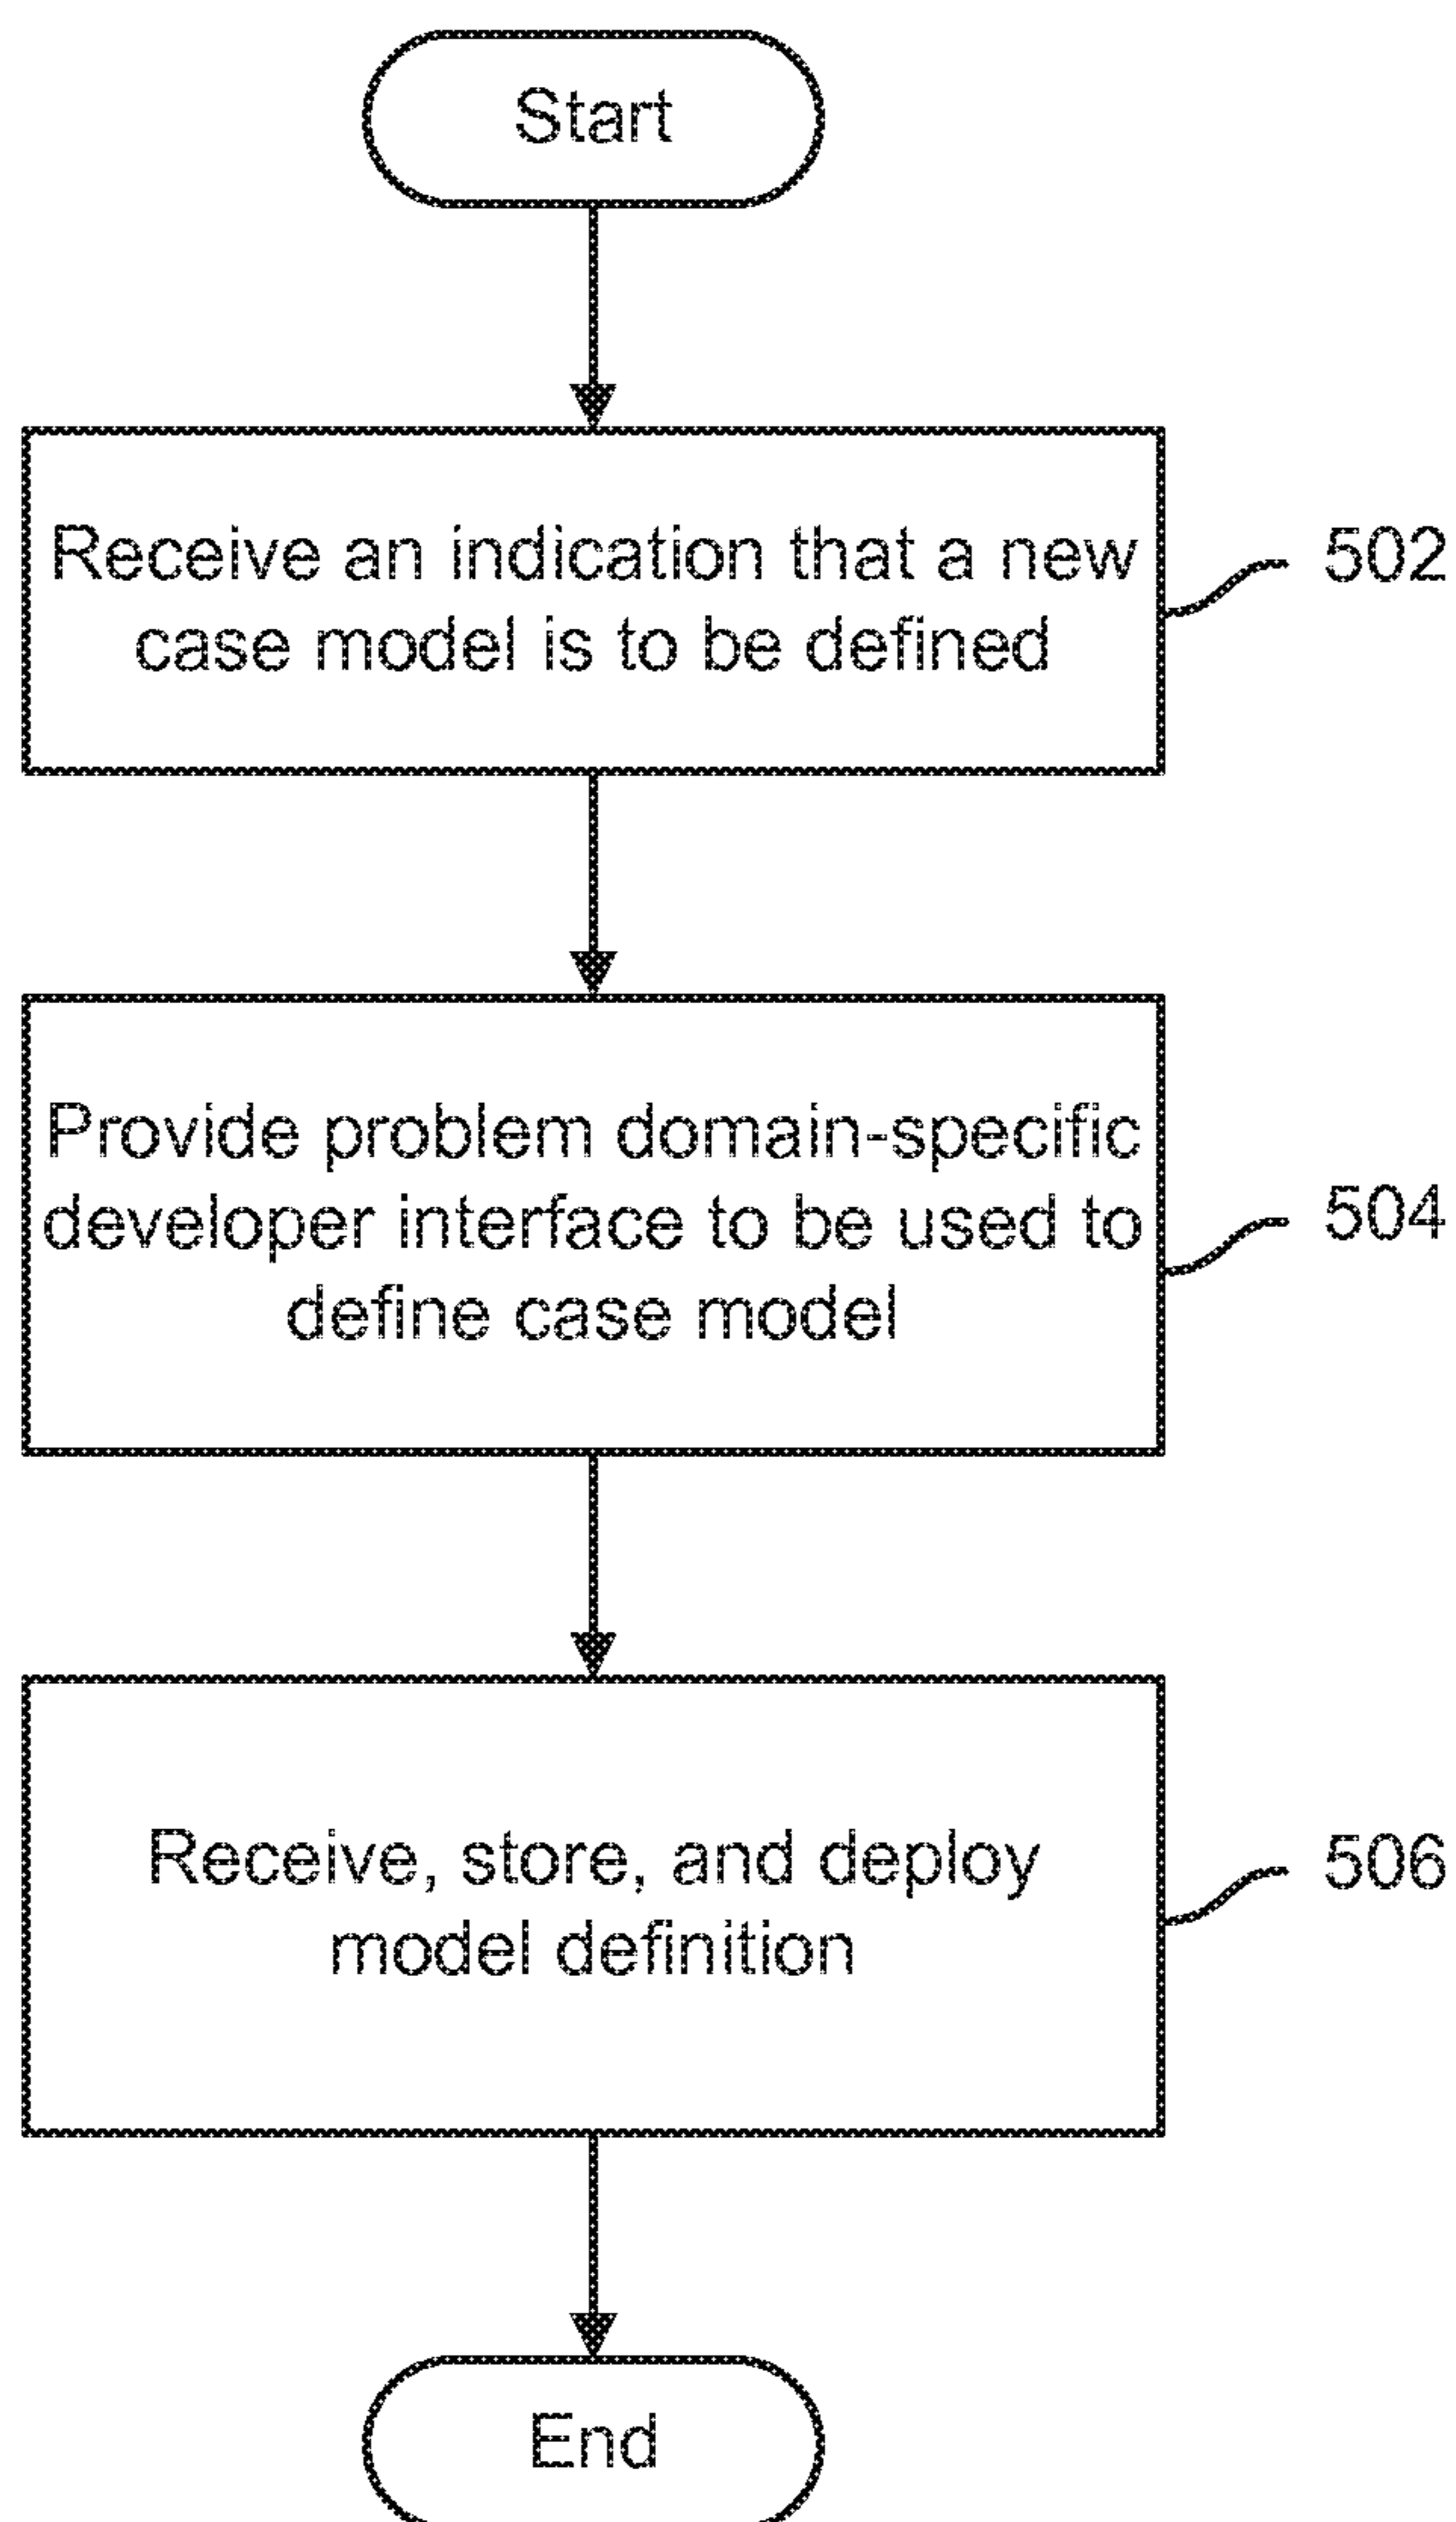 Start
Receive an indication that a new
case model is to be defined
502
Provide problem domain-specific
developer interface to be used to
define case model
504
Receive, store, and deploy
model definition
506
End